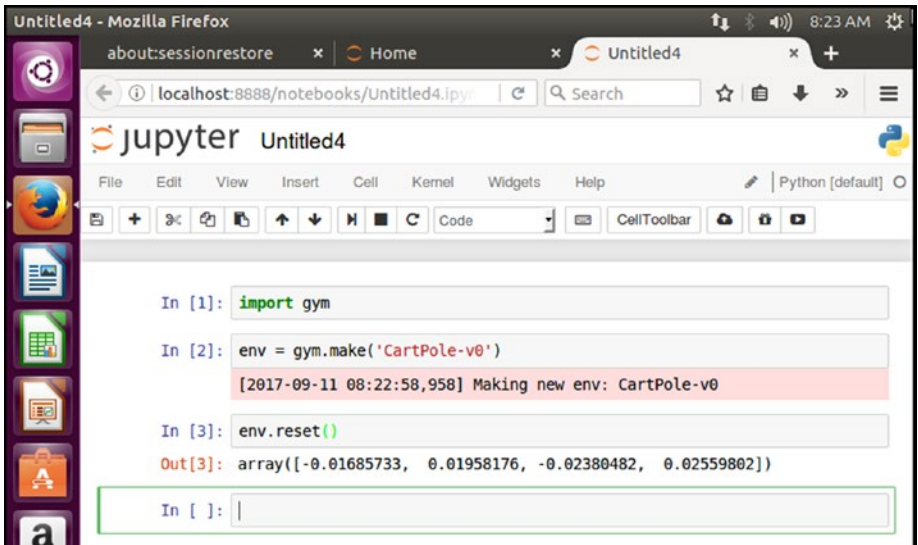 Untitled4 - Mozilla Firefox
8:23 AM
about:sessionrestore
Home
Untitled4
localhost:8888/notebooks/Untitled4.ipyn
Search
jupyter Untitled4
File Edit View Insert Cell Kernel Widgets Help
Python [default]
Code
CellToolbar
In [1]: import gym
In [2]: env = gym.make('CartPole-v0')
[2017-09-11 08:22:58,958] Making new env: CartPole-v0
In [3]: env.reset()
Out[3]: array([-0.01685733, 0.01958176, -0.02380482, 0.02559802])
In [ ]:
a